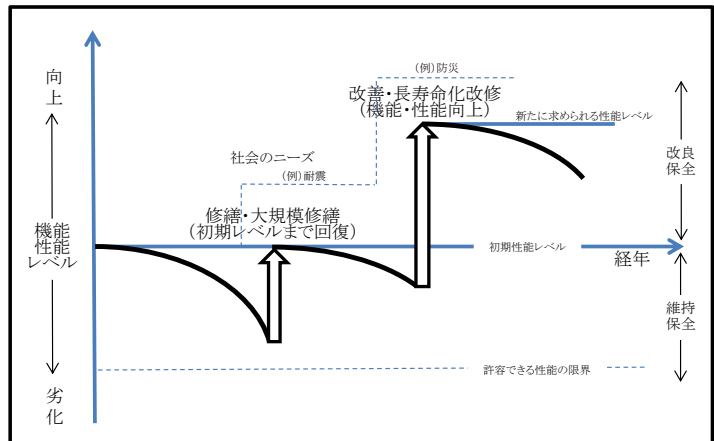 向上
機能
性能
レベル
劣化
社会のニーズ
(例)耐震
(例)防災
改善・長寿命化改修
(機能・性能向上)
新たに求められる性能レベル
修繕・大規模修繕
(初期レベルまで回復)
初期性能レベル
経年
許容できる性能の限界
改良
保全
維持
保全